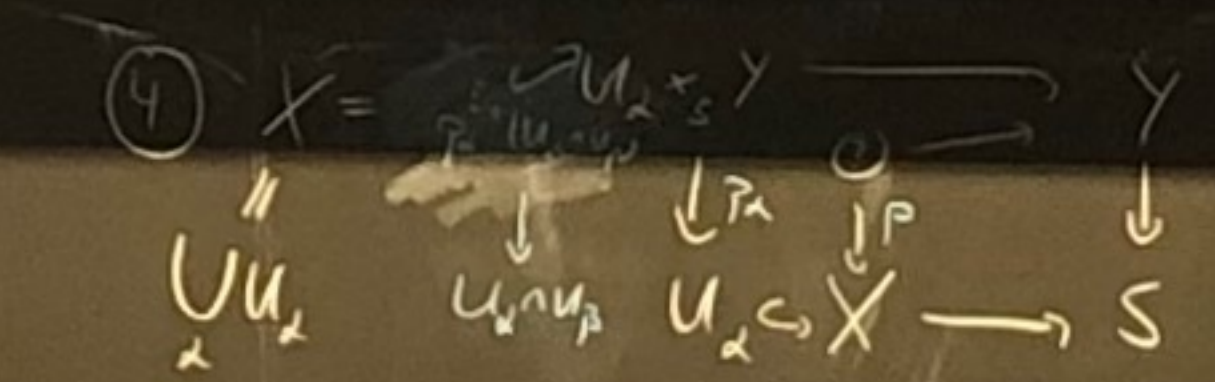 ④ X = U_α ×_S Y ⟶ Y
|| ↓ ↓ p_α ↓ p ↓
⋃_α U_α U_α ∩ U_β U_α ↪ X ⟶ S